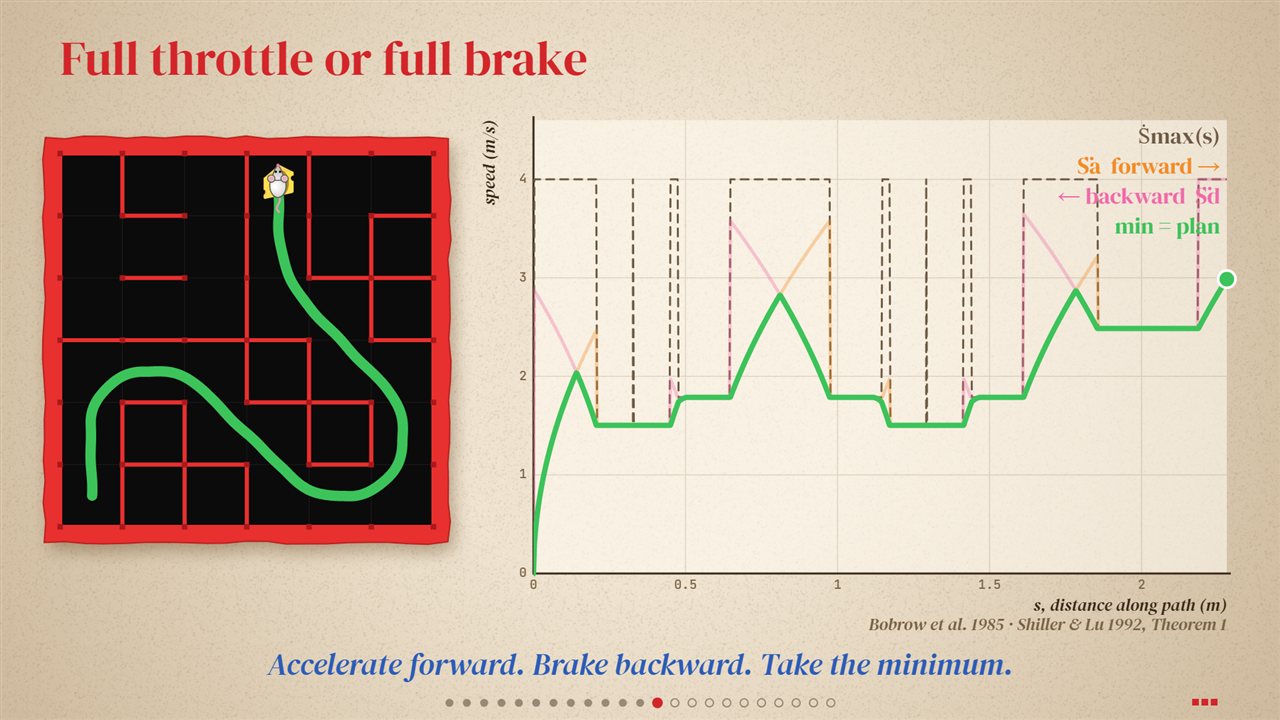 Full throttle or full brake
speed (m/s)
Ṡmax(s)
S̈a forward →
← backward S̈d
min = plan
4
3
2
1
0
0 0.5 1 1.5 2
s, distance along path (m)
Bobrow et al. 1985 · Shiller & Lu 1992, Theorem 1
Accelerate forward. Brake backward. Take the minimum.